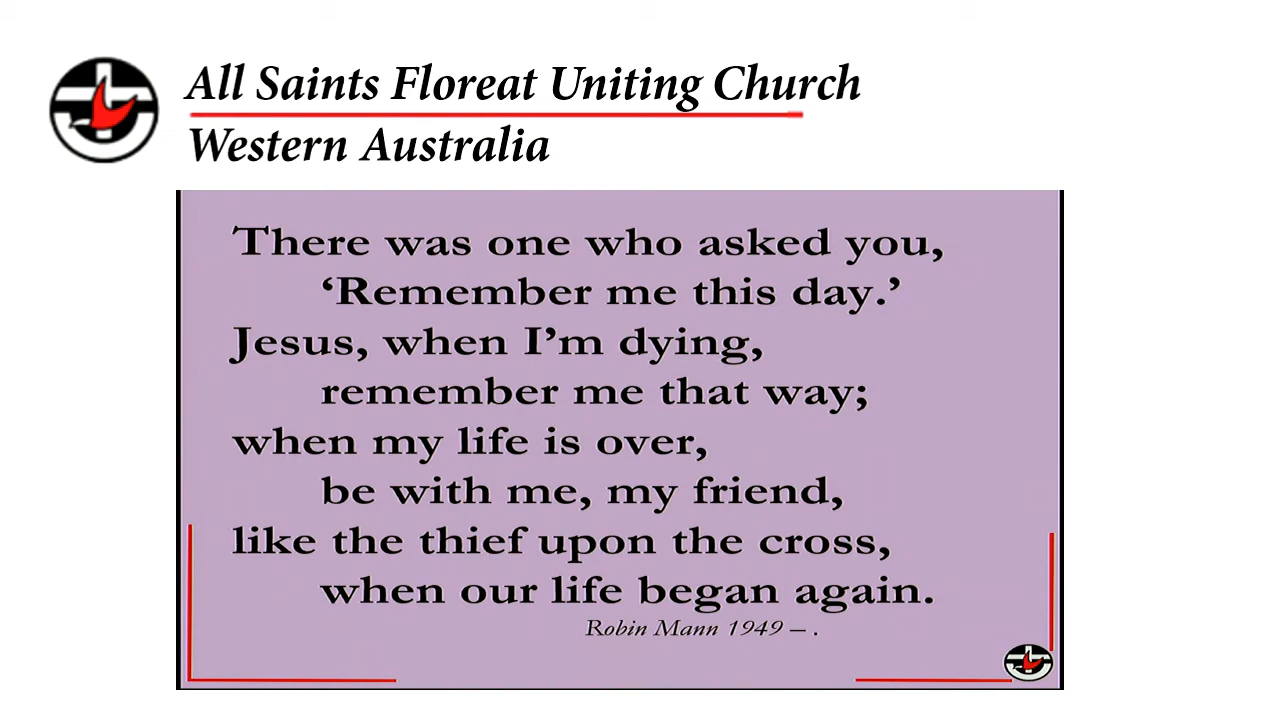 All Saints Floreat Uniting Church
Western Australia
There was one who asked you,
‘Remember me this day.’
Jesus, when I’m dying,
remember me that way;
when my life is over,
be with me, my friend,
like the thief upon the cross,
when our life began again.
Robin Mann 1949 – .